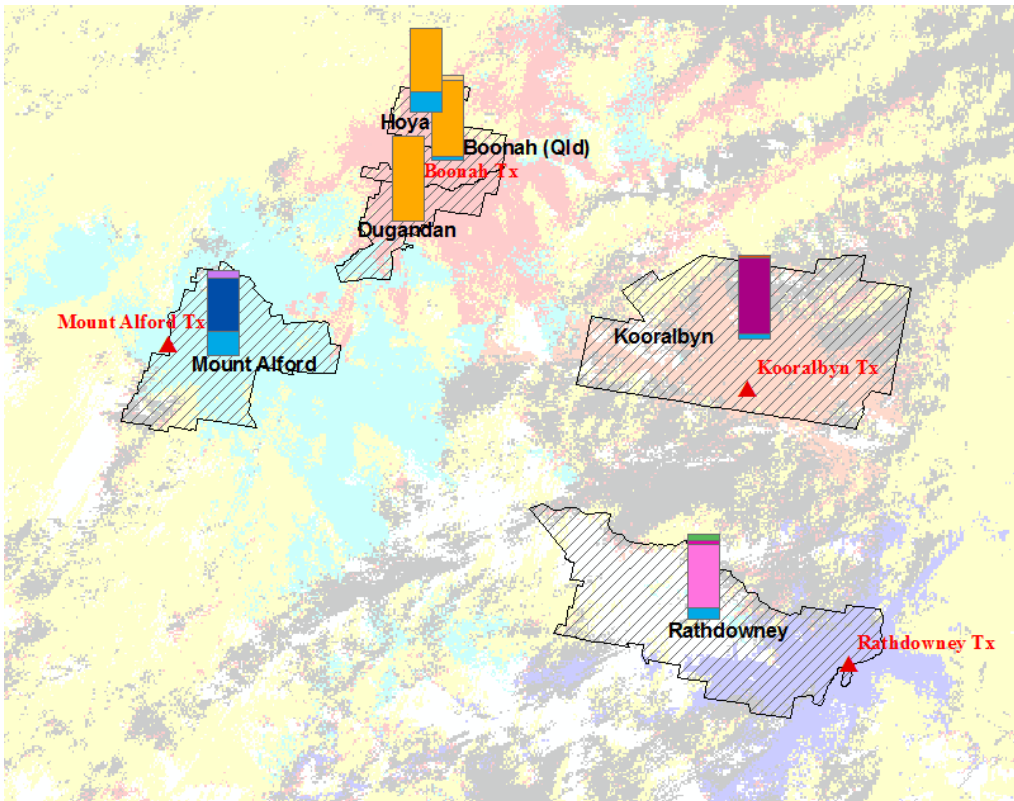 Hoya
Boonah (Qld)
Boonah Tx
Dugandan
Mount Alford Tx
Mount Alford
Kooralbyn
Kooralbyn Tx
Rathdowney
Rathdowney Tx